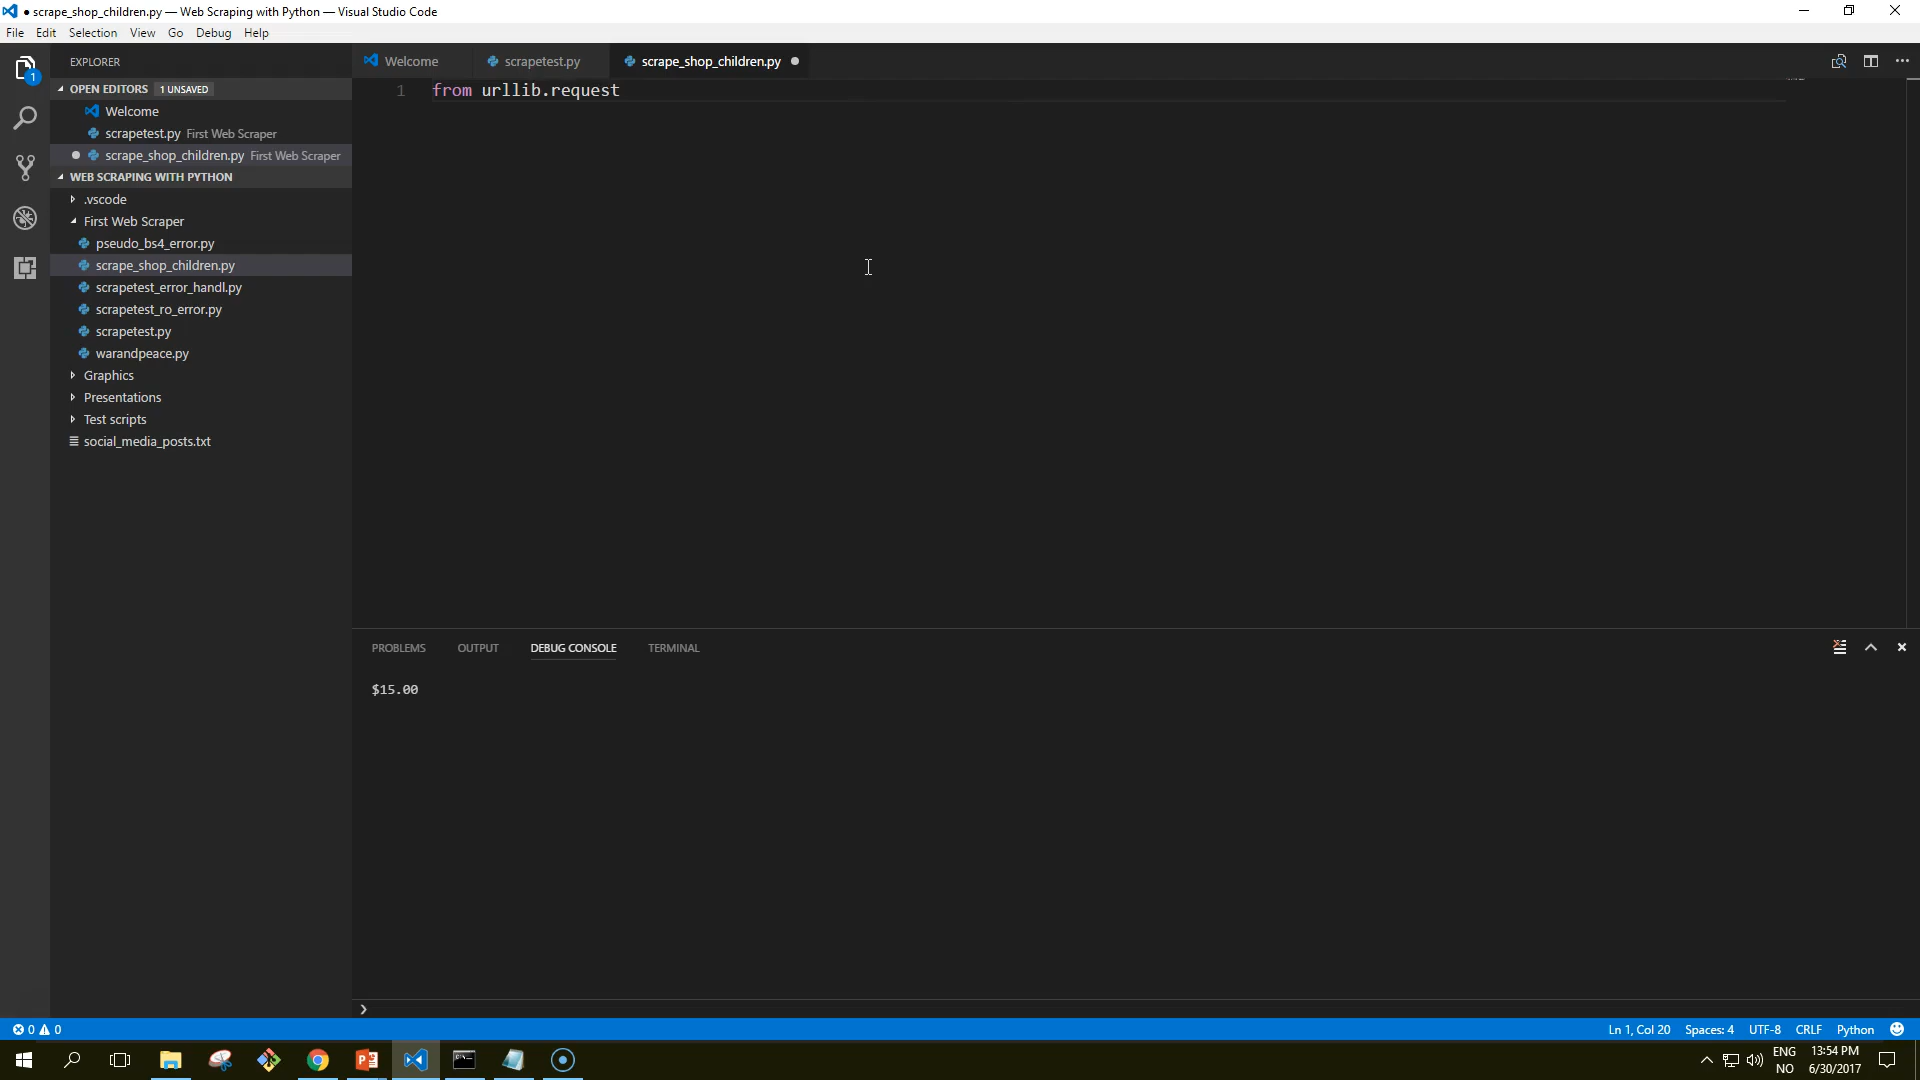 ● scrape_shop_children.py — Web Scraping with Python — Visual Studio Code
File Edit Selection View Go Debug Help
EXPLORER
Welcome scrapetest.py scrape_shop_children.py
OPEN EDITORS 1 UNSAVED
1 from urllib.request
Welcome
scrapetest.py First Web Scraper
scrape_shop_children.py First Web Scraper
WEB SCRAPING WITH PYTHON
.vscode
First Web Scraper
pseudo_bs4_error.py
scrape_shop_children.py
scrapetest_error_handl.py
scrapetest_ro_error.py
scrapetest.py
warandpeace.py
Graphics
Presentations
Test scripts
social_media_posts.txt
PROBLEMS OUTPUT DEBUG CONSOLE TERMINAL
$15.00
0 0 Ln 1, Col 20 Spaces: 4 UTF-8 CRLF Python
ENG 13:54 PM
NO 6/30/2017